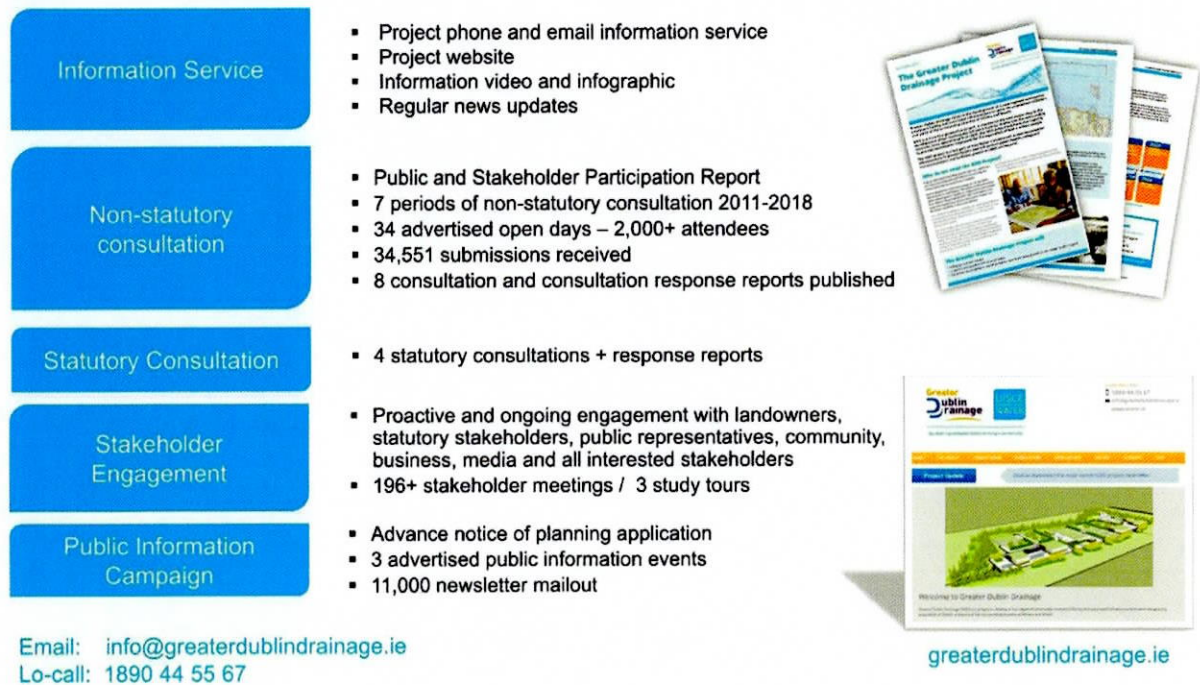 Information Service
▪ Project phone and email information service
▪ Project website
▪ Information video and infographic
▪ Regular news updates
Non-statutory
consultation
▪ Public and Stakeholder Participation Report
▪ 7 periods of non-statutory consultation 2011-2018
▪ 34 advertised open days – 2,000+ attendees
▪ 34,551 submissions received
▪ 8 consultation and consultation response reports published
Statutory Consultation
▪ 4 statutory consultations + response reports
Stakeholder
Engagement
▪ Proactive and ongoing engagement with landowners,
statutory stakeholders, public representatives, community,
business, media and all interested stakeholders
▪ 196+ stakeholder meetings / 3 study tours
Public Information
Campaign
▪ Advance notice of planning application
▪ 3 advertised public information events
▪ 11,000 newsletter mailout
Email: info@greaterdublindrainage.ie
Lo-call: 1890 44 55 67
The Greater Dublin
Drainage Project
Greater
Dublin
Drainage
Project Update
Welcome to Greater Dublin Drainage
greaterdublindrainage.ie